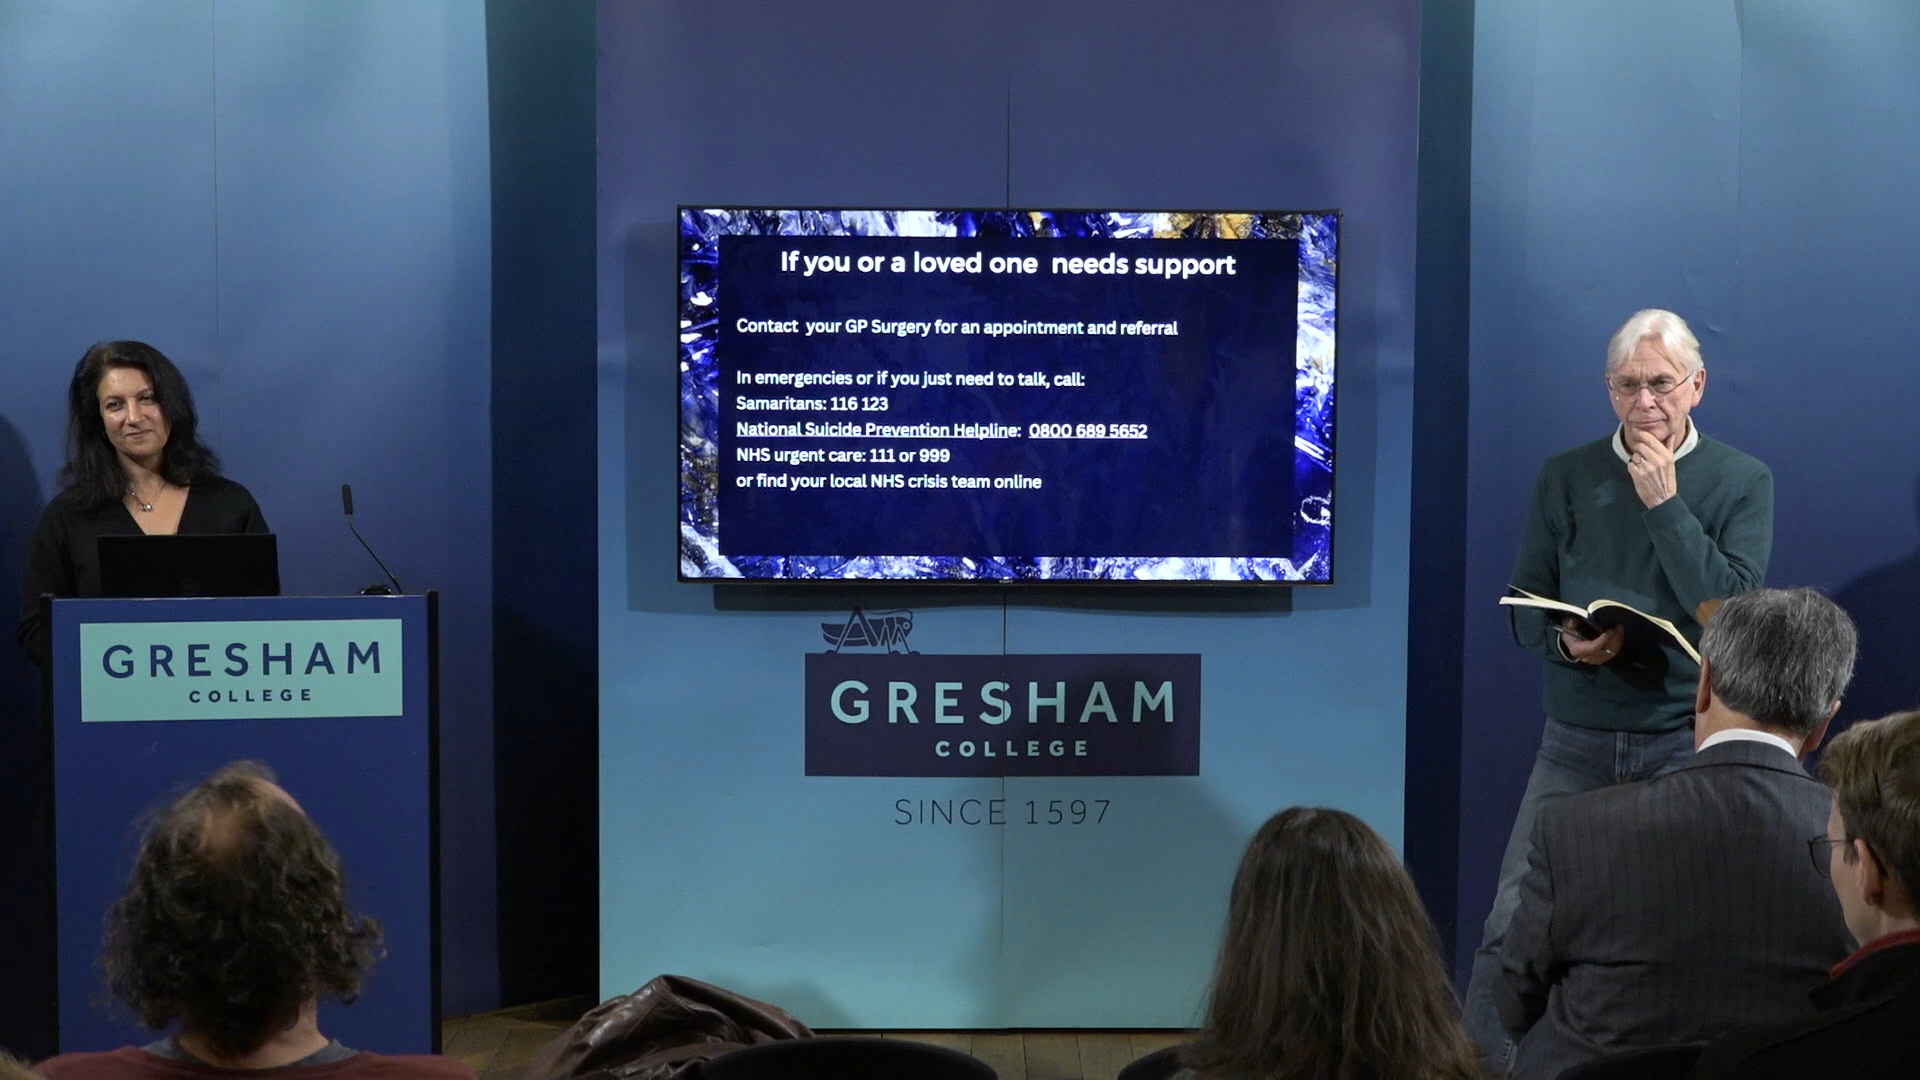 If you or a loved one needs support
Contact your GP Surgery for an appointment and referral
In emergencies or if you just need to talk, call:
Samaritans: 116 123
National Suicide Prevention Helpline: 0800 689 5652
NHS urgent care: 111 or 999
or find your local NHS crisis team online
GRESHAM
COLLEGE
GRESHAM
COLLEGE
SINCE 1597